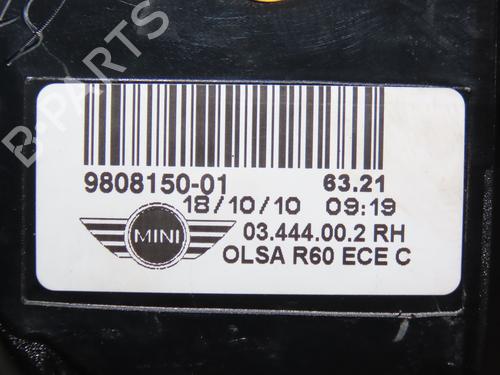 B-PARTS
9808150-01 63.21
18/10/10 09:19
MINI 03.444.00.2 RH
OLSA R60 ECE C